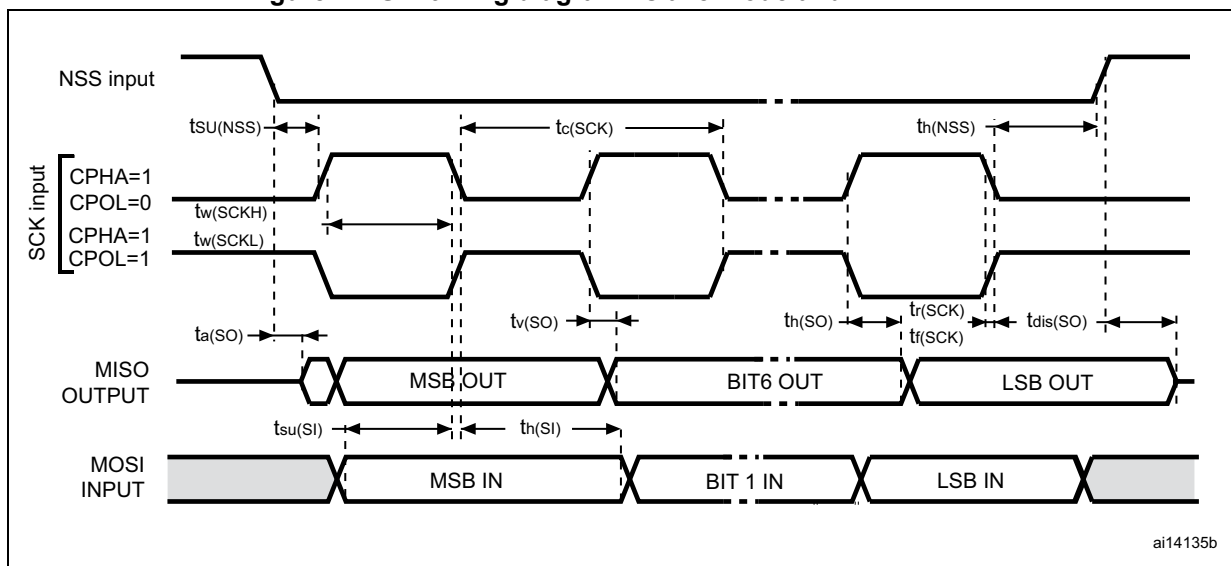 NSS input
tSU(NSS)
tc(SCK)
th(NSS)
SCK input
CPHA=1
CPOL=0
tw(SCKH)
CPHA=1
tw(SCKL)
CPOL=1
ta(SO)
tv(SO)
th(SO)
tr(SCK)
tf(SCK)
tdis(SO)
MISO
OUTPUT
MSB OUT
BIT6 OUT
LSB OUT
tsu(SI)
th(SI)
MOSI
INPUT
MSB IN
BIT 1 IN
LSB IN
ai14135b